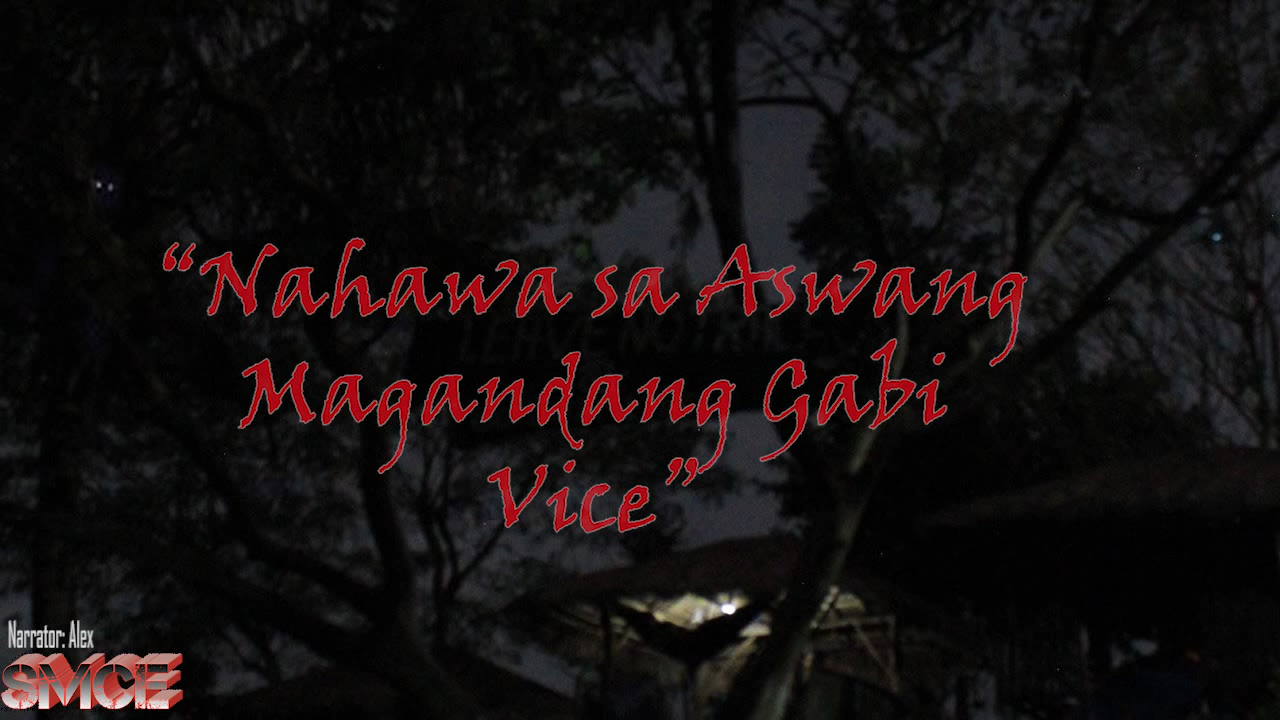 “Nahawa sa Aswang
Magandang Gabi
Vice”
Narrator: Alex
SMCE